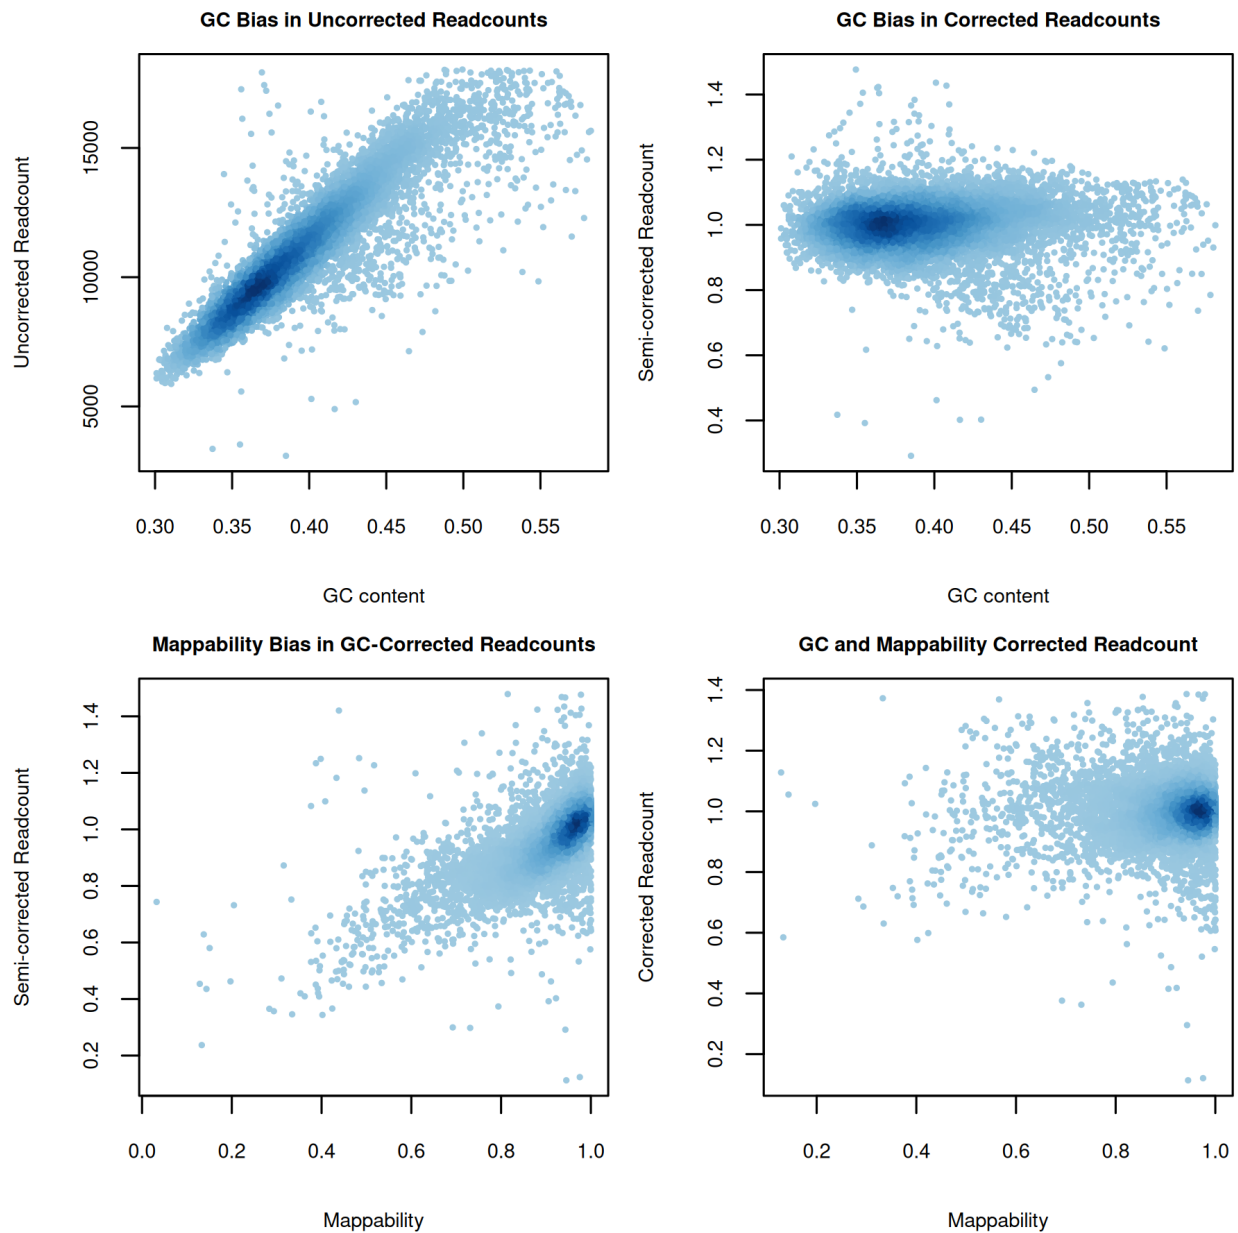 GC Bias in Uncorrected Readcounts
Uncorrected Readcount
15000
10000
5000
0.30 0.35 0.40 0.45 0.50 0.55
GC content
GC Bias in Corrected Readcounts
Semi-corrected Readcount
1.4
1.2
1.0
0.8
0.6
0.4
0.30 0.35 0.40 0.45 0.50 0.55
GC content
Mappability Bias in GC-Corrected Readcounts
Semi-corrected Readcount
1.4
1.2
1.0
0.8
0.6
0.4
0.2
0.0 0.2 0.4 0.6 0.8 1.0
Mappability
GC and Mappability Corrected Readcount
Corrected Readcount
1.4
1.2
1.0
0.8
0.6
0.4
0.2
0.2 0.4 0.6 0.8 1.0
Mappability